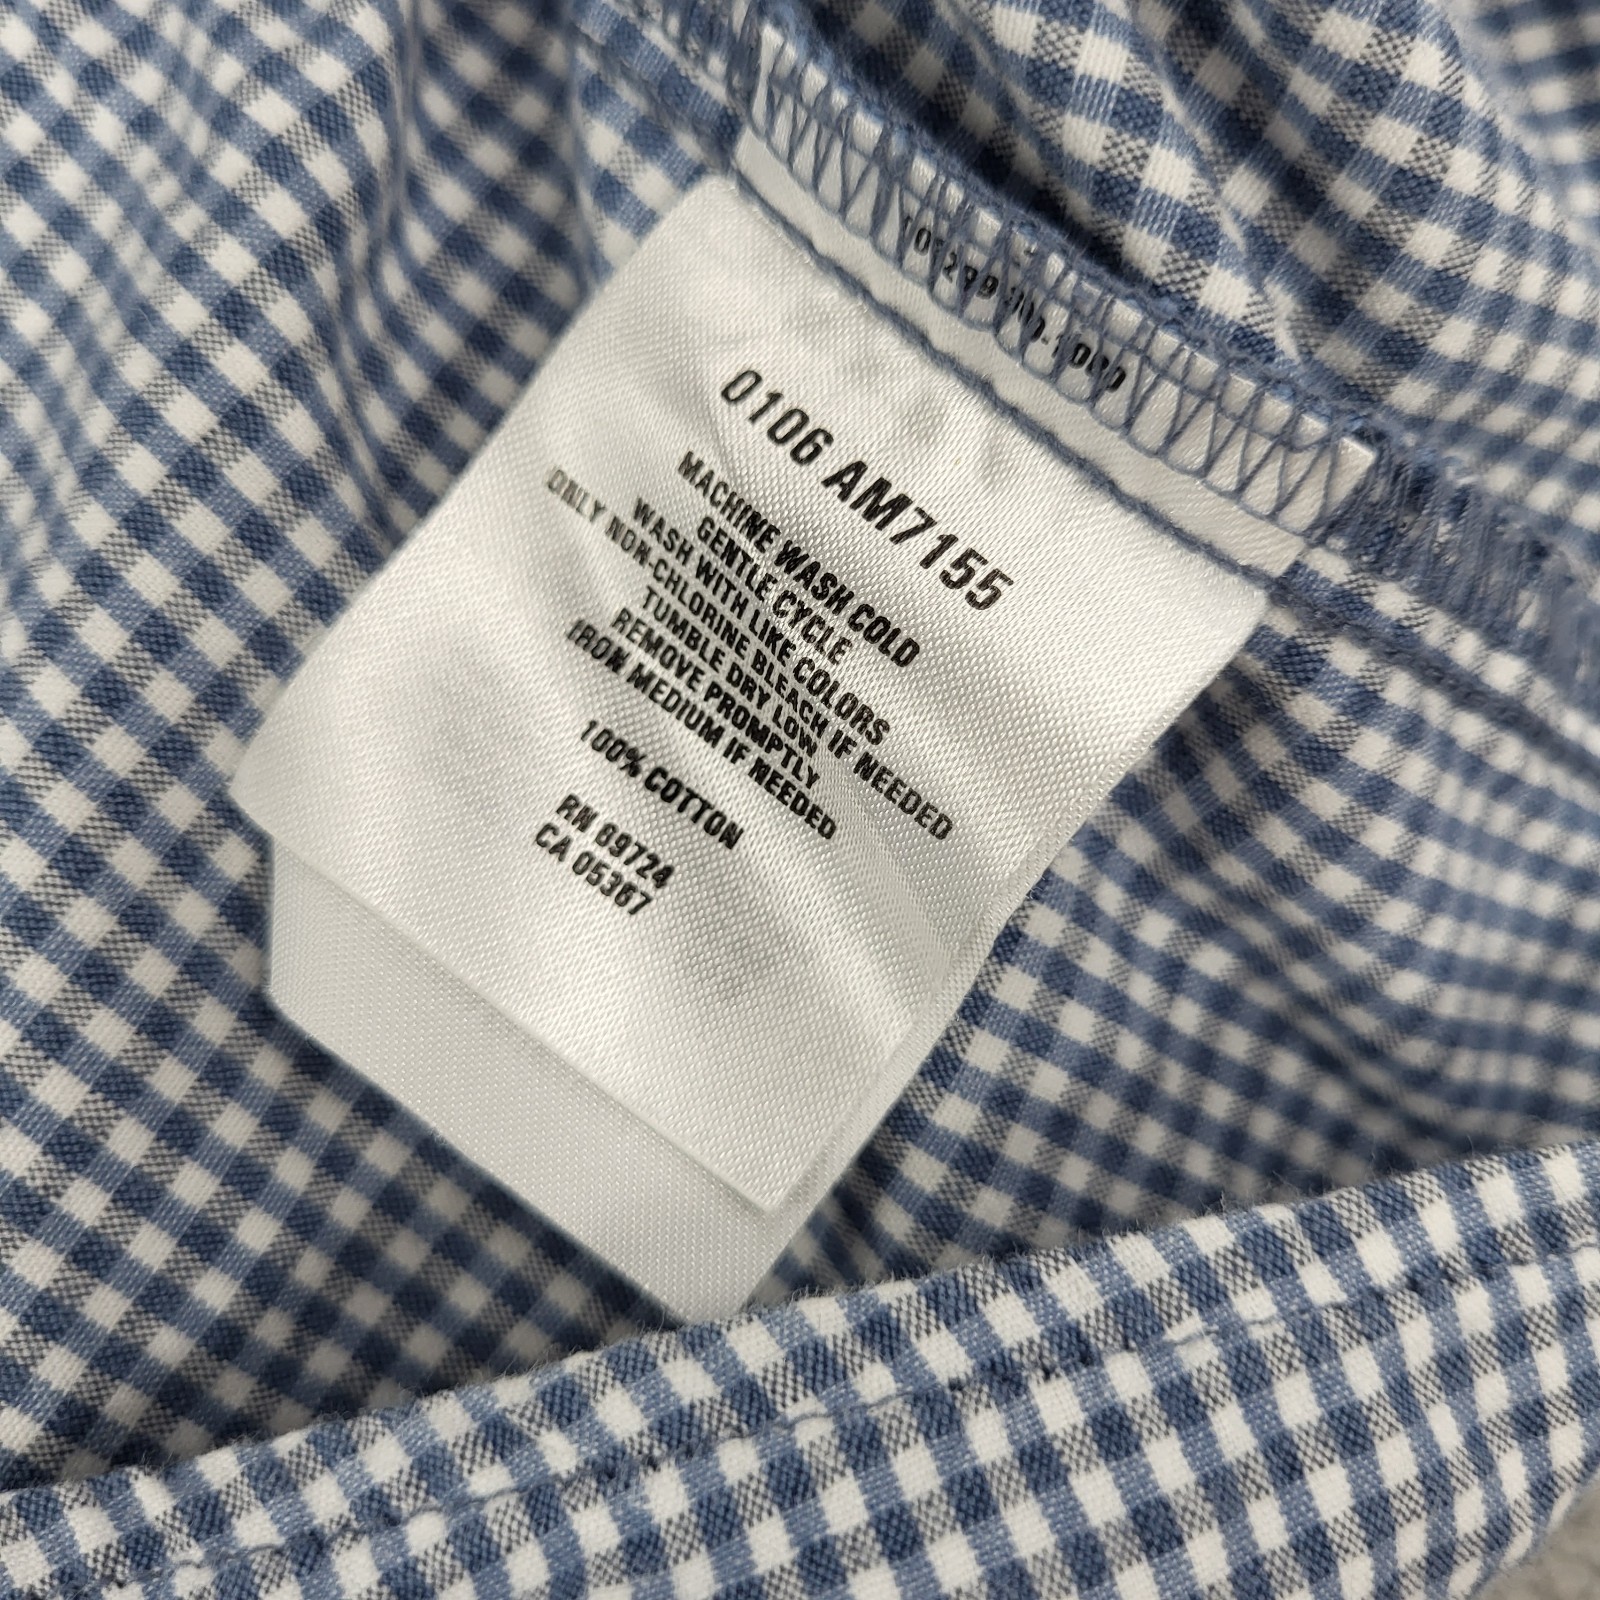 0106 AM7155
MACHINE WASH COLD
GENTLE CYCLE
WASH WITH LIKE COLORS
ONLY NON-CHLORINE BLEACH IF NEEDED
TUMBLE DRY LOW
REMOVE PROMPTLY
IRON MEDIUM IF NEEDED
100% COTTON
RN 69724
CA 05367